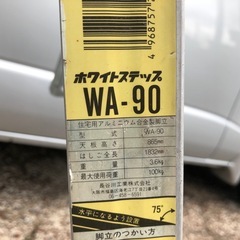 4968757
ホワイトステップ
WA-90
住宅用アルミニウム合金製脚立
型式 WA-90
天板高さ 865mm
はしご全長 1832mm
質量 3.6kg
最大使用荷重 100kg
長谷川工業株式会社
水平になるよう設置
75°
脚立のつかい方